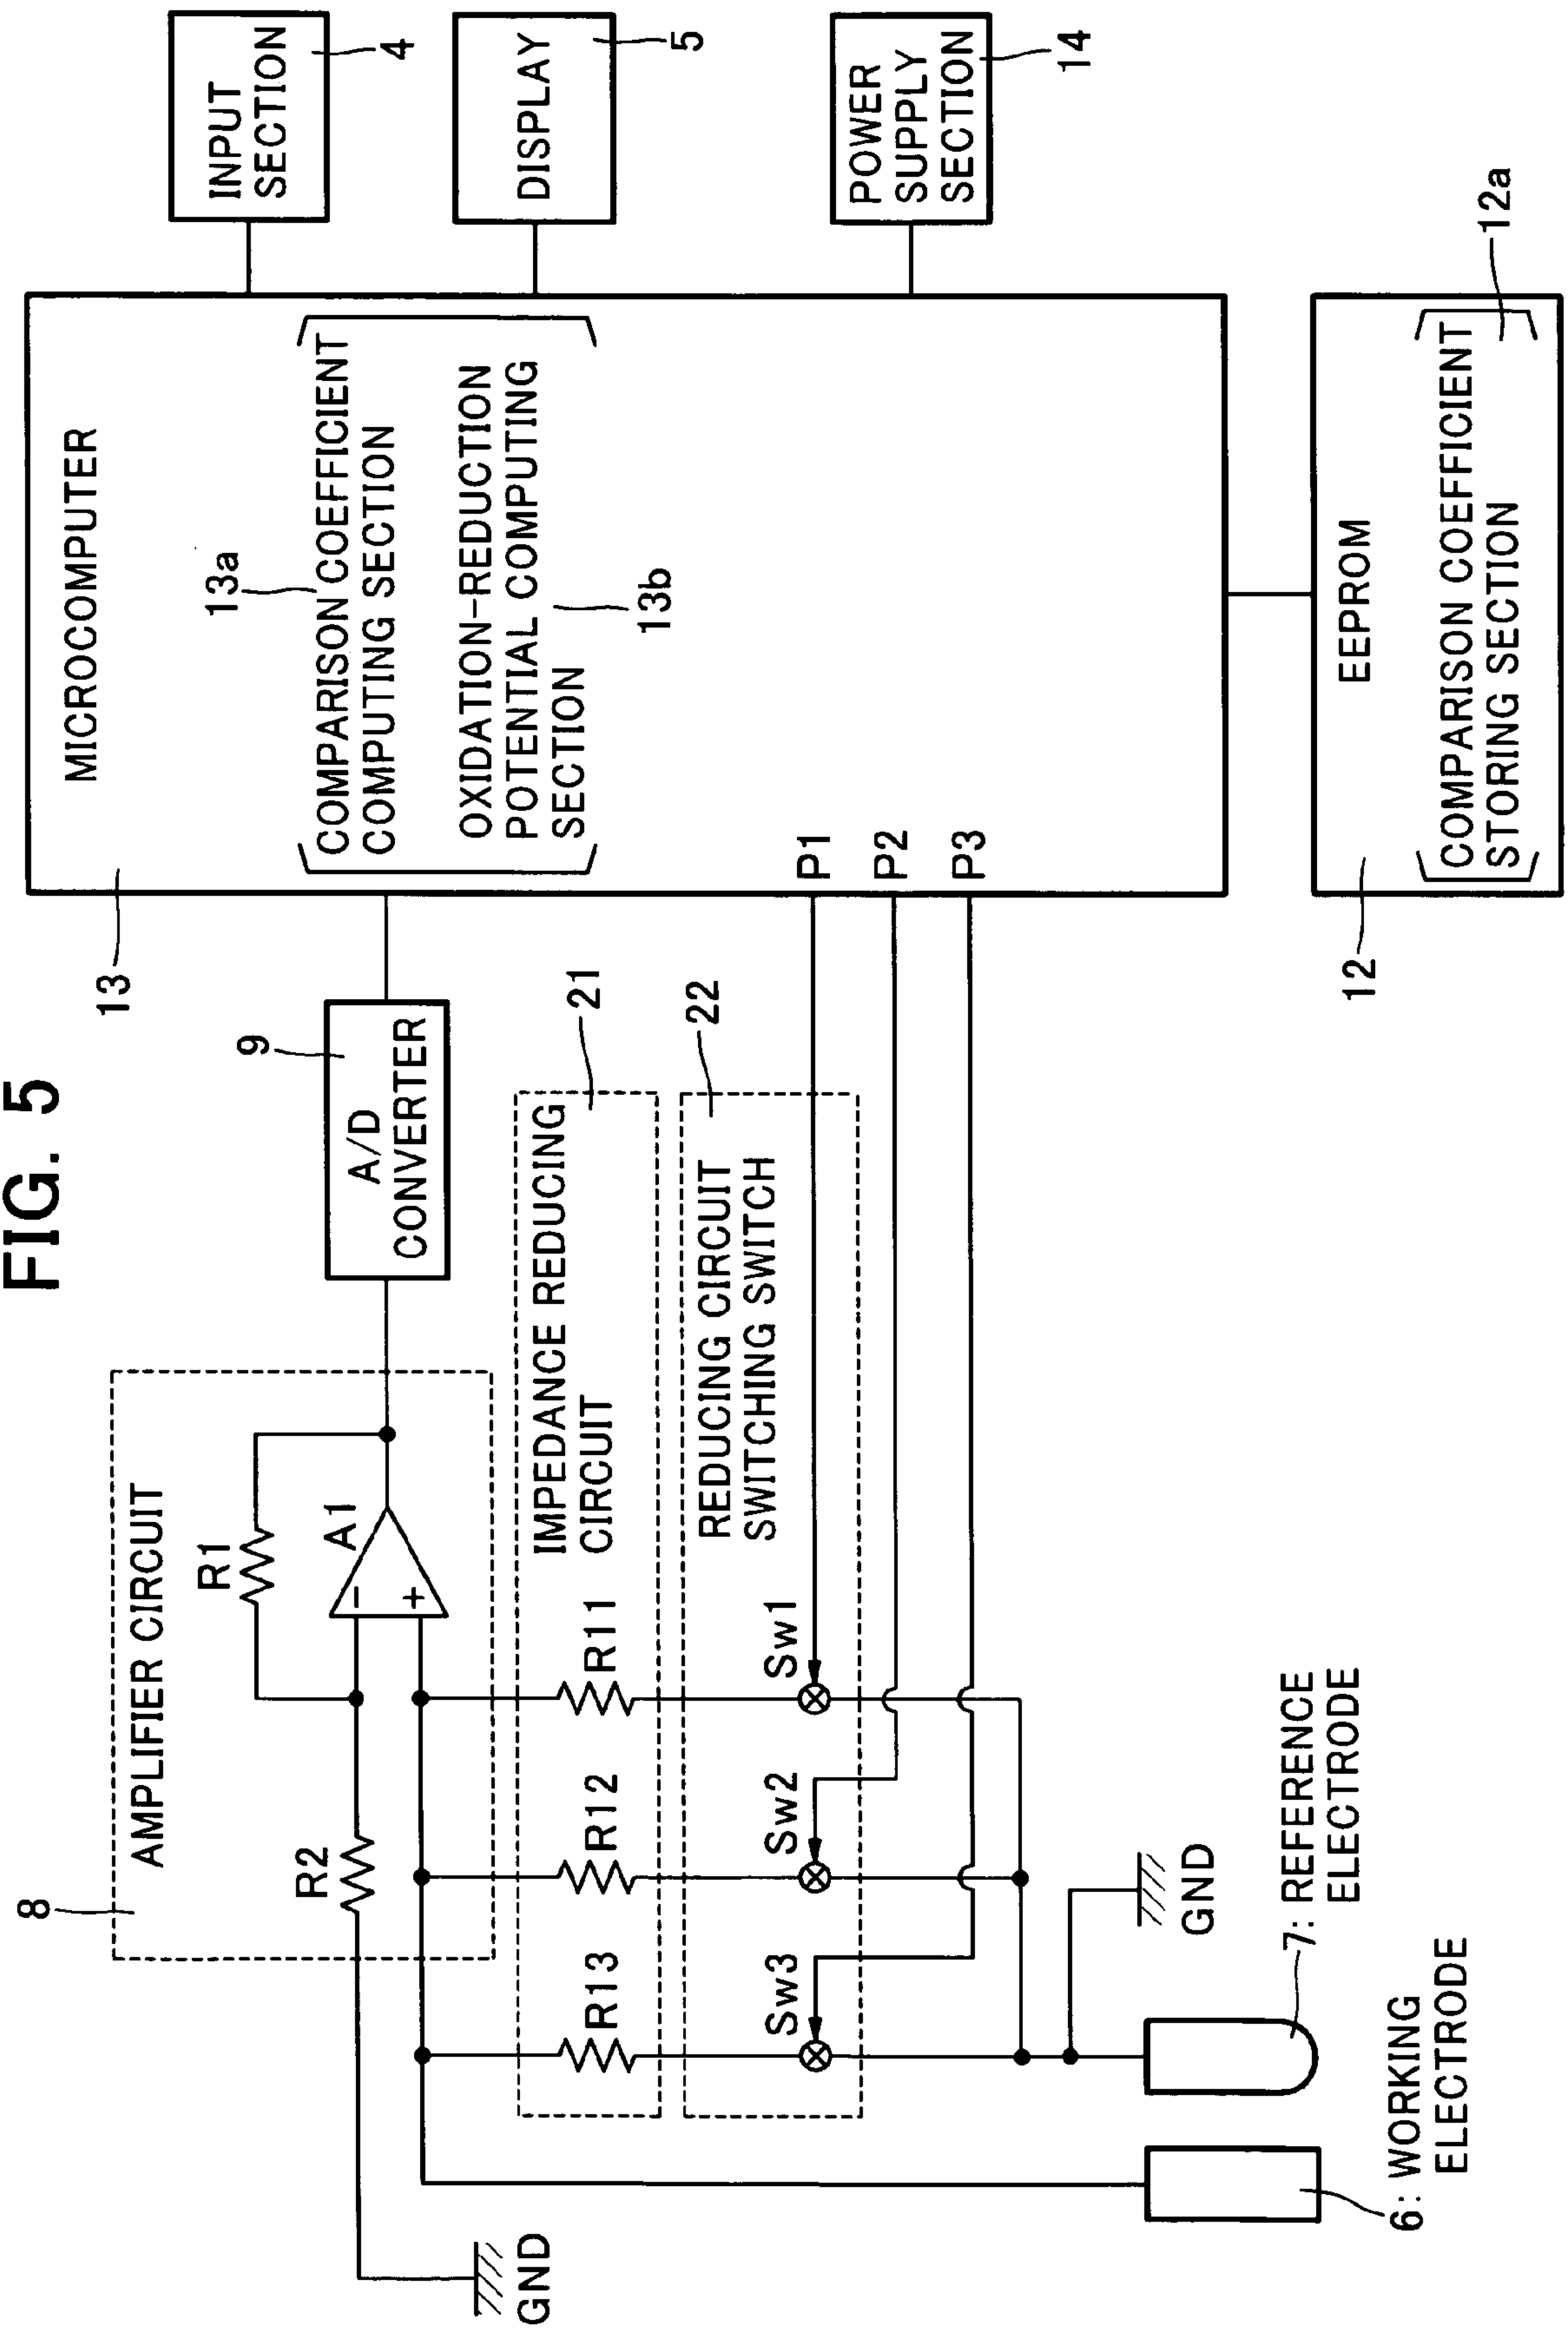 FIG. 5
8
AMPLIFIER CIRCUIT
R1
R2
A1
−
+
9
A/D
CONVERTER
13
MICROCOMPUTER
13a
COMPARISON COEFFICIENT
COMPUTING SECTION
OXIDATION-REDUCTION
POTENTIAL COMPUTING
SECTION
13b
P1
P2
P3
INPUT
SECTION
4
DISPLAY
5
POWER
SUPPLY
SECTION
14
IMPEDANCE REDUCING
CIRCUIT
21
R13
R12
R11
REDUCING CIRCUIT
SWITCHING SWITCH
22
Sw3
Sw2
Sw1
GND
GND
6: WORKING
ELECTRODE
7: REFERENCE
ELECTRODE
12
EEPROM
COMPARISON COEFFICIENT
STORING SECTION
12a